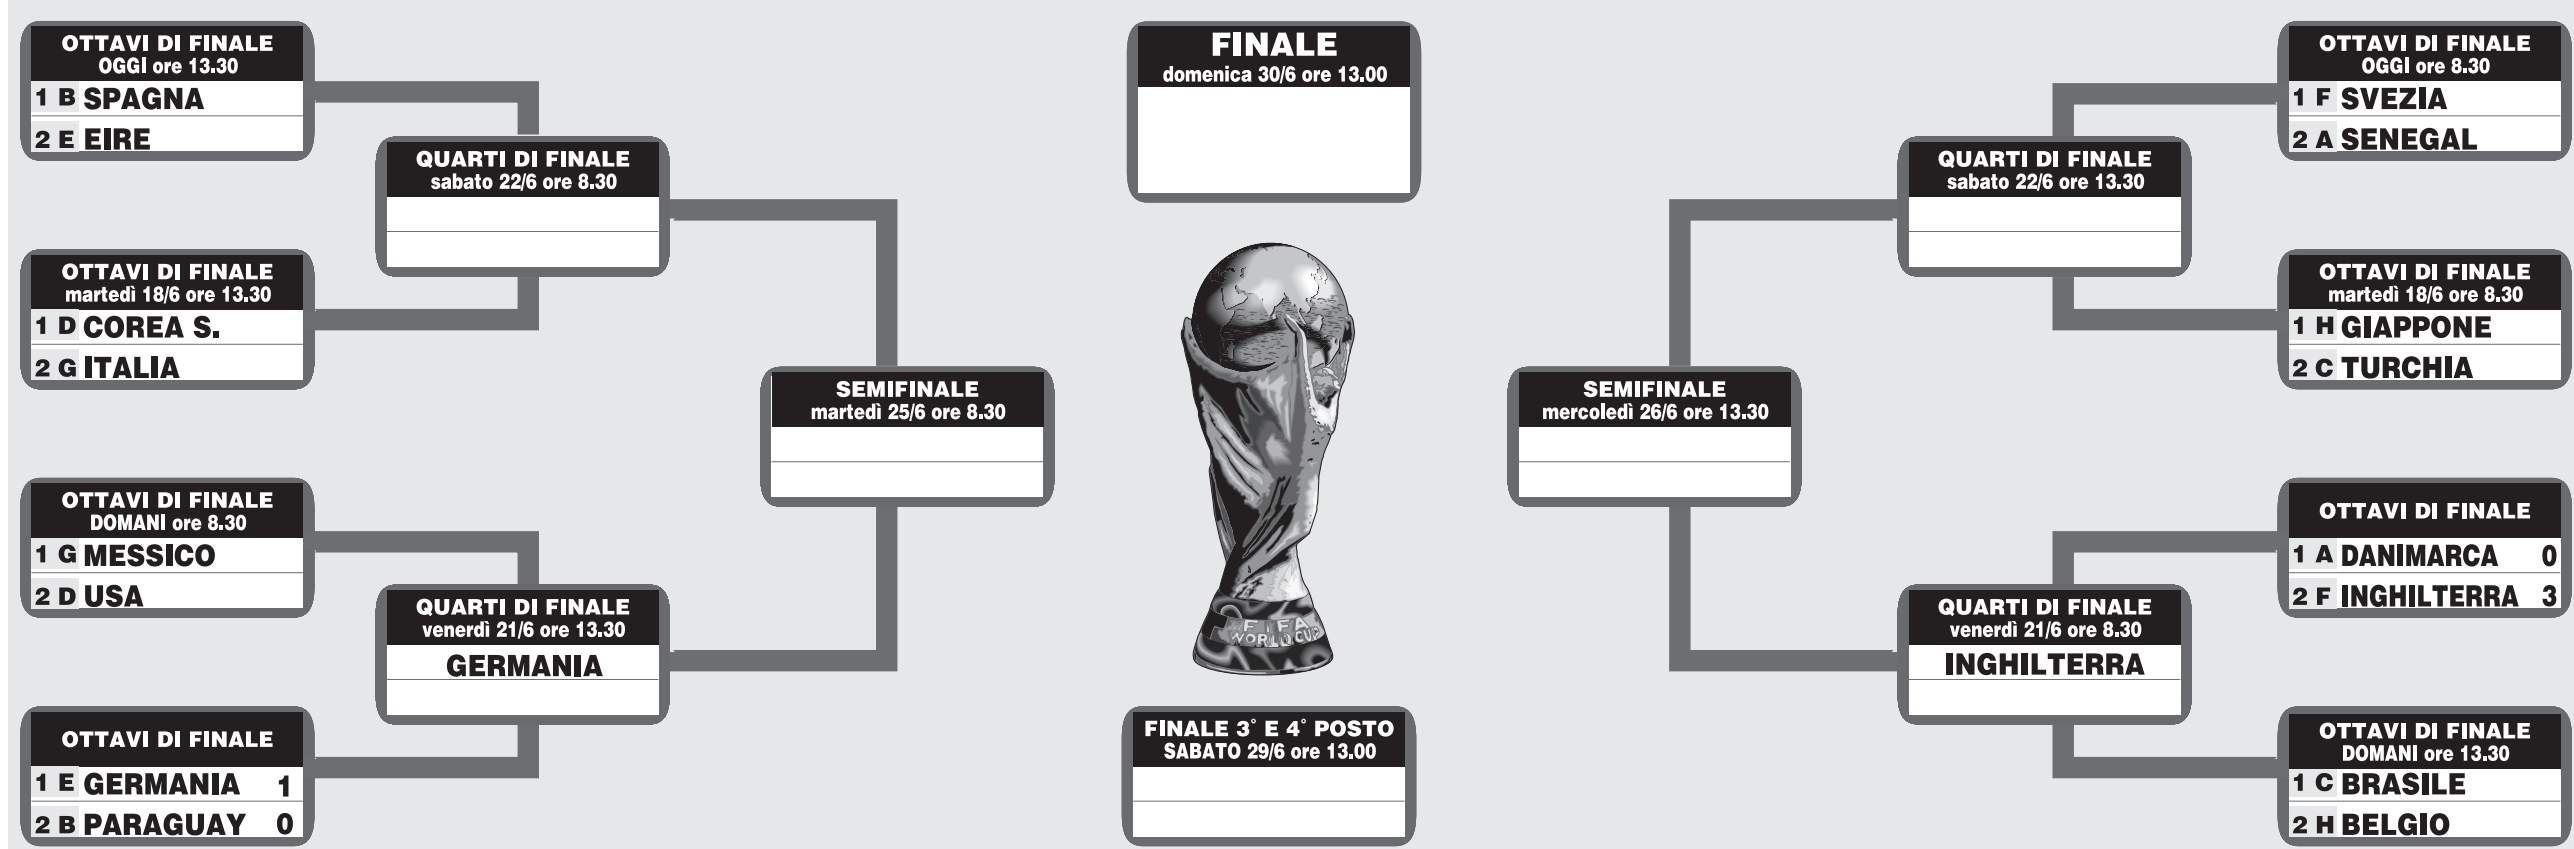 OTTAVI DI FINALE
OGGI ore 13.30
1 B SPAGNA
2 E EIRE
OTTAVI DI FINALE
martedì 18/6 ore 13.30
1 D COREA S.
2 G ITALIA
OTTAVI DI FINALE
DOMANI ore 8.30
1 G MESSICO
2 D USA
OTTAVI DI FINALE
1 E GERMANIA 1
2 B PARAGUAY 0
QUARTI DI FINALE
sabato 22/6 ore 8.30
QUARTI DI FINALE
venerdì 21/6 ore 13.30
GERMANIA
SEMIFINALE
martedì 25/6 ore 8.30
FINALE
domenica 30/6 ore 13.00
FIFA
WORLD CUP
FINALE 3° E 4° POSTO
SABATO 29/6 ore 13.00
SEMIFINALE
mercoledì 26/6 ore 13.30
QUARTI DI FINALE
sabato 22/6 ore 13.30
QUARTI DI FINALE
venerdì 21/6 ore 8.30
INGHILTERRA
OTTAVI DI FINALE
OGGI ore 8.30
1 F SVEZIA
2 A SENEGAL
OTTAVI DI FINALE
martedì 18/6 ore 8.30
1 H GIAPPONE
2 C TURCHIA
OTTAVI DI FINALE
1 A DANIMARCA 0
2 F INGHILTERRA 3
OTTAVI DI FINALE
DOMANI ore 13.30
1 C BRASILE
2 H BELGIO